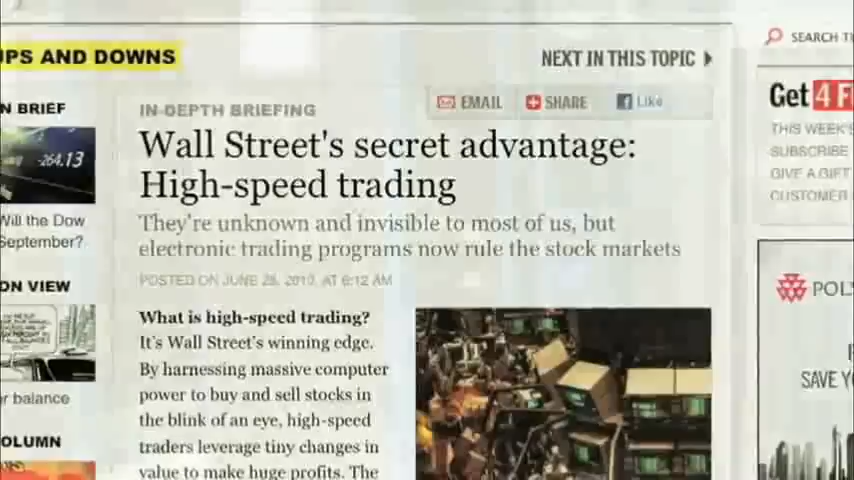 UPS AND DOWNS
NEXT IN THIS TOPIC
SEARCH
N BRIEF
IN-DEPTH BRIEFING
EMAIL
SHARE
Like
Get 4 F
-264.13
Wall Street's secret advantage:
High-speed trading
THIS WEEK'S
SUBSCRIBE
GIVE A GIFT
CUSTOMER
Will the Dow
September?
They're unknown and invisible to most of us, but
electronic trading programs now rule the stock markets
POSTED ON JUNE 28, 2010, AT 6:12 AM
ON VIEW
POL
What is high-speed trading?
It's Wall Street's winning edge.
By harnessing massive computer
power to buy and sell stocks in
the blink of an eye, high-speed
traders leverage tiny changes in
value to make huge profits. The
SAVE YO
r balance
OLUMN